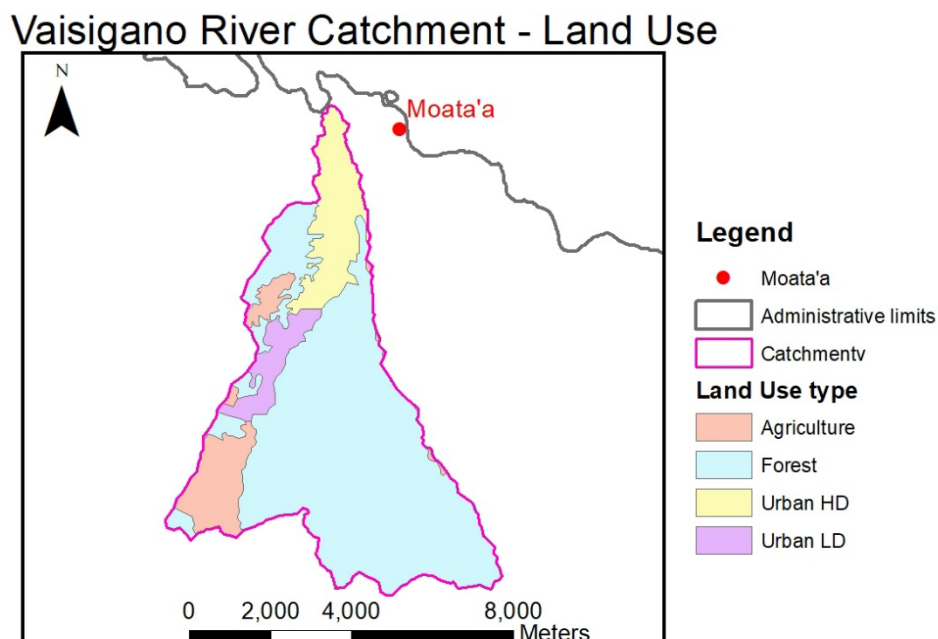 Vaisigano River Catchment - Land Use
N
Moata'a
Legend
Moata'a
Administrative limits
Catchmentv
Land Use type
Agriculture
Forest
Urban HD
Urban LD
0 2,000 4,000 8,000
Meters